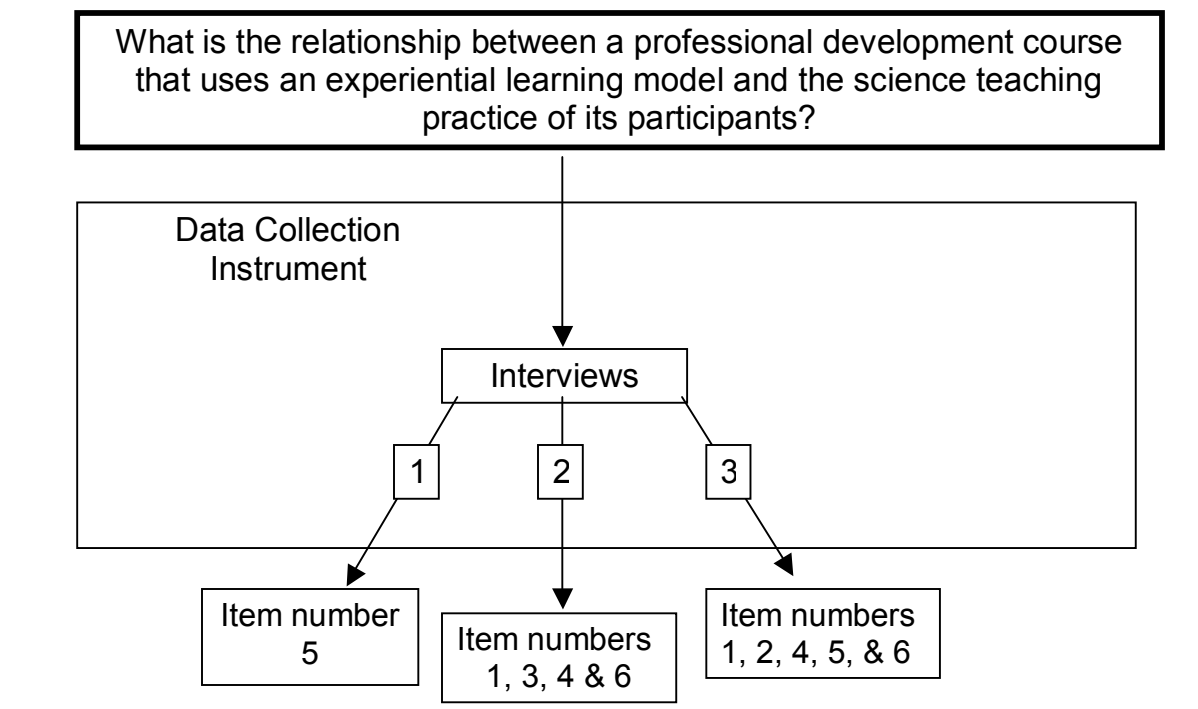 What is the relationship between a professional development course
that uses an experiential learning model and the science teaching
practice of its participants?
Data Collection
Instrument
Interviews
1
2
3
Item number
5
Item numbers
1, 3, 4 & 6
Item numbers
1, 2, 4, 5, & 6